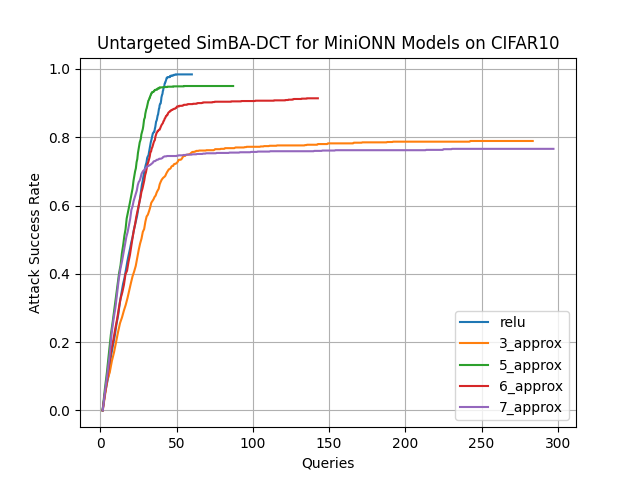 Untargeted SimBA-DCT for MiniONN Models on CIFAR10
Attack Success Rate
1.0
0.8
0.6
0.4
0.2
0.0
0
50
100
150
200
250
300
Queries
relu
3_approx
5_approx
6_approx
7_approx